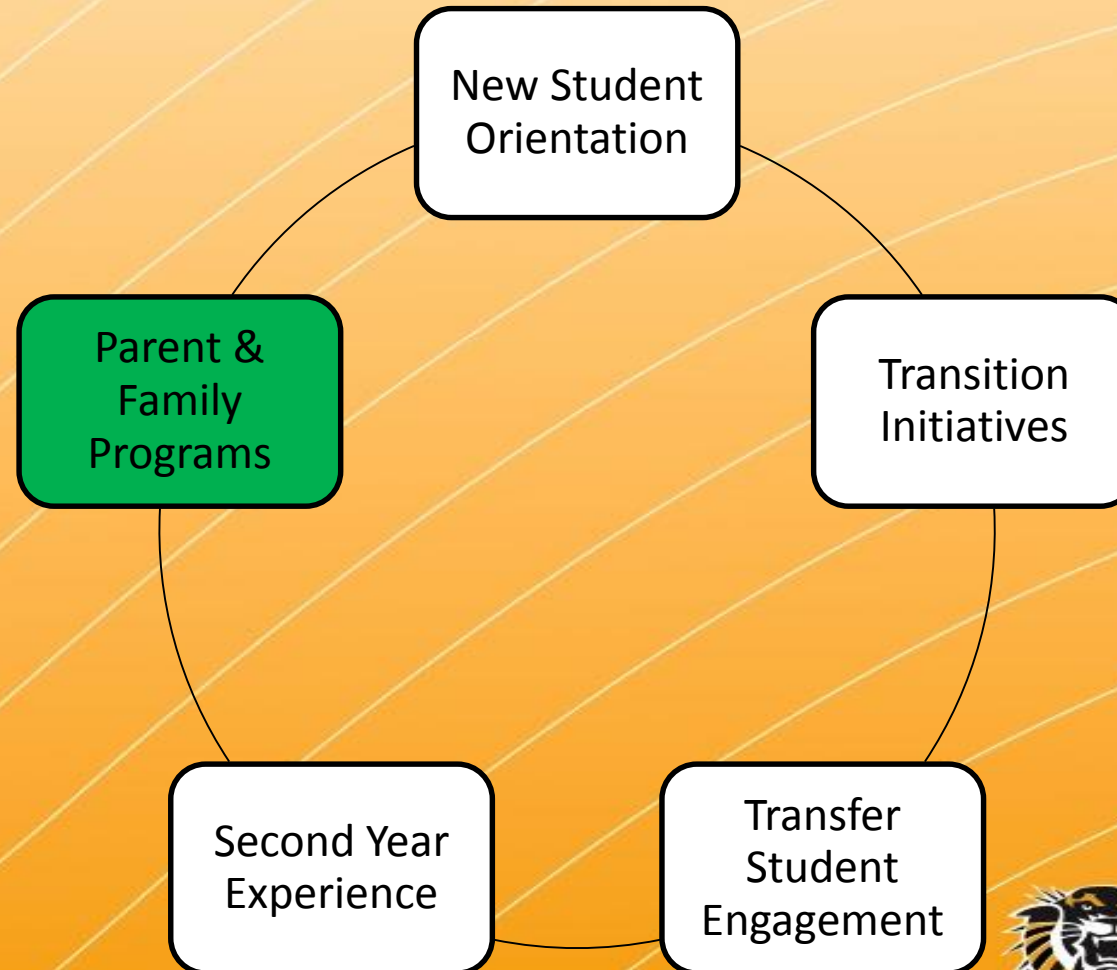 New Student
Orientation
Parent &
Family
Programs
Transition
Initiatives
Second Year
Experience
Transfer
Student
Engagement